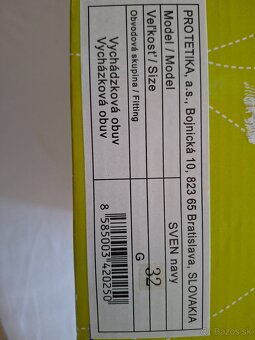 PROTETIKA, a.s., Bojnická 10, 823 65 Bratislava, SLOVAKIA
Model / Model SVEN navy
Veľkosť / Size 32
Obvodová skupina / Fitting G
Vychádzková obuv
Vycházková obuv
8 585003 420250
Bazos.sk